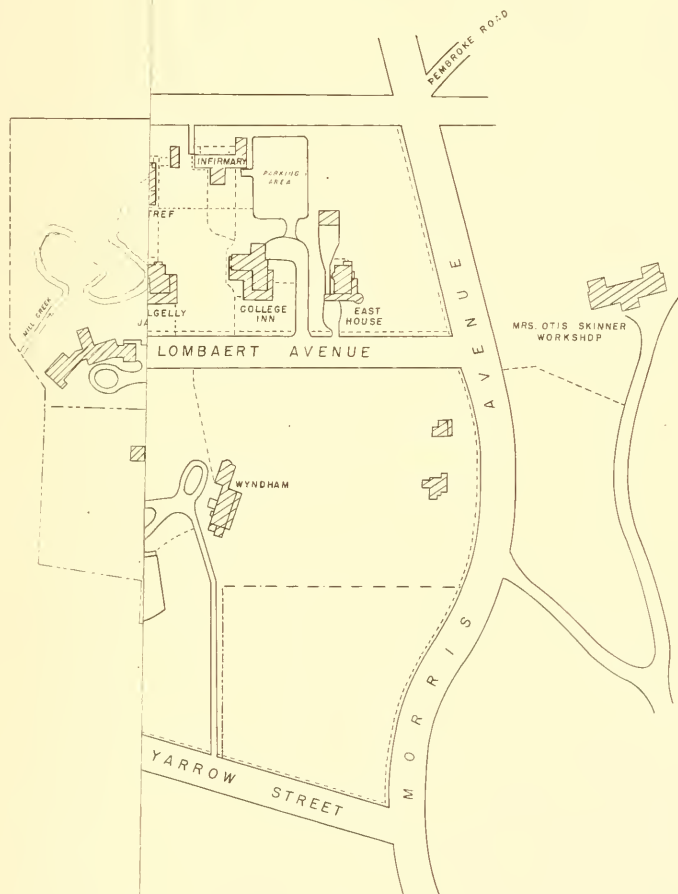 PEMBROKE ROAD
INFIRMARY
PARKING
AREA
TREF
MILL CREEK
LGELLY
JA
COLLEGE
INN
EAST
HOUSE
MRS. OTIS SKINNER
WORKSHOP
LOMBAERT AVENUE
WYNDHAM
MORRIS AVENUE
YARROW STREET